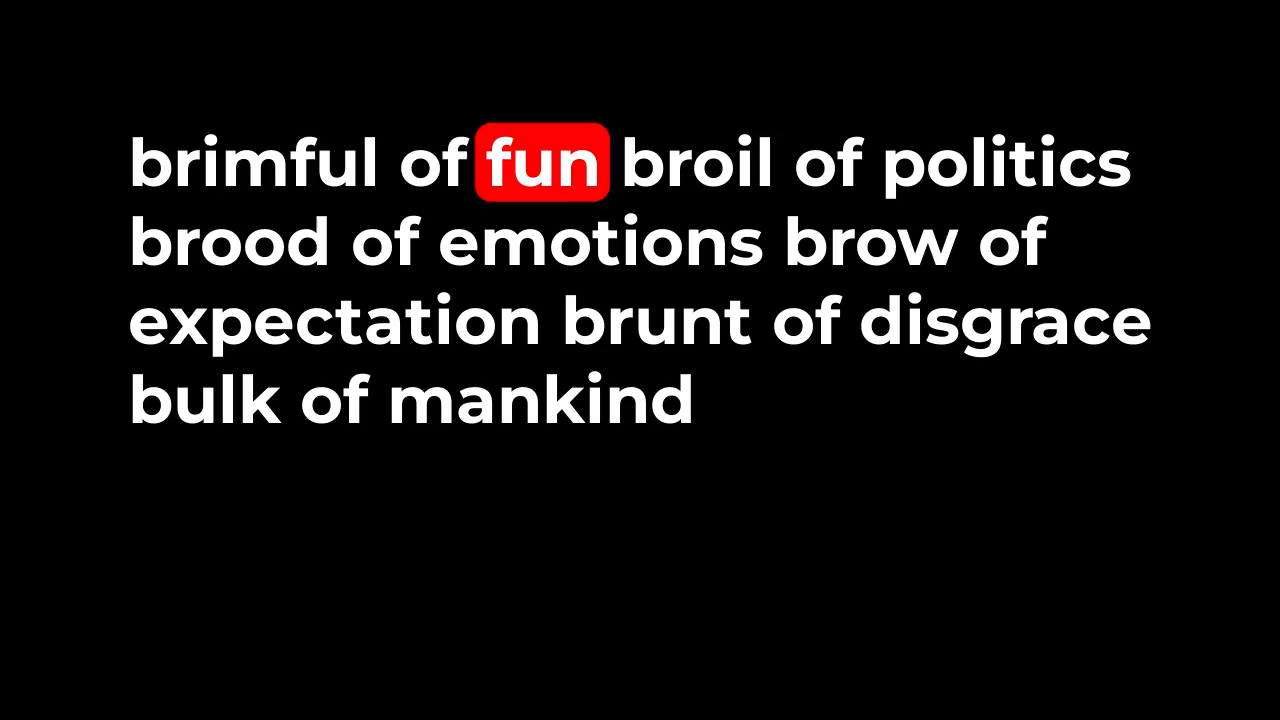 brimful of fun broil of politics
brood of emotions brow of
expectation brunt of disgrace
bulk of mankind